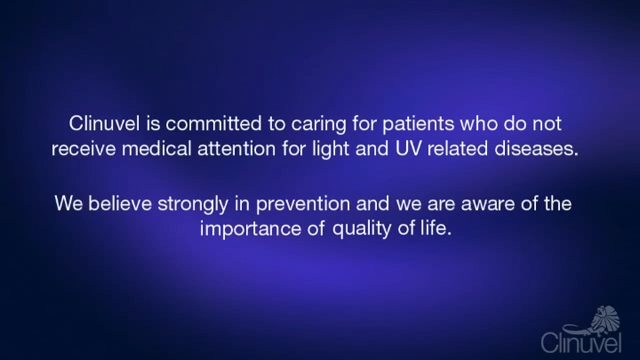 Clinuvel is committed to caring for patients who do not
receive medical attention for light and UV related diseases.
We believe strongly in prevention and we are aware of the
importance of quality of life.
Clinuvel